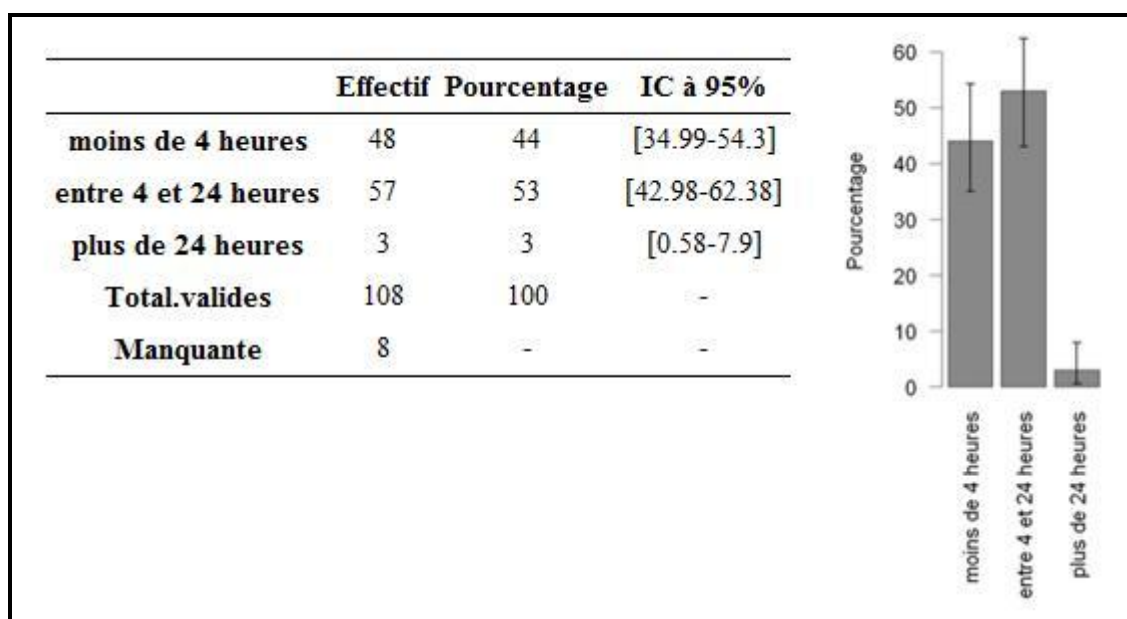 Effectif Pourcentage IC à 95%
moins de 4 heures 48 44 [34.99-54.3]
entre 4 et 24 heures 57 53 [42.98-62.38]
plus de 24 heures 3 3 [0.58-7.9]
Total.valides 108 100 -
Manquante 8 - -
Pourcentage
60
50
40
30
20
10
0
moins de 4 heures
entre 4 et 24 heures
plus de 24 heures